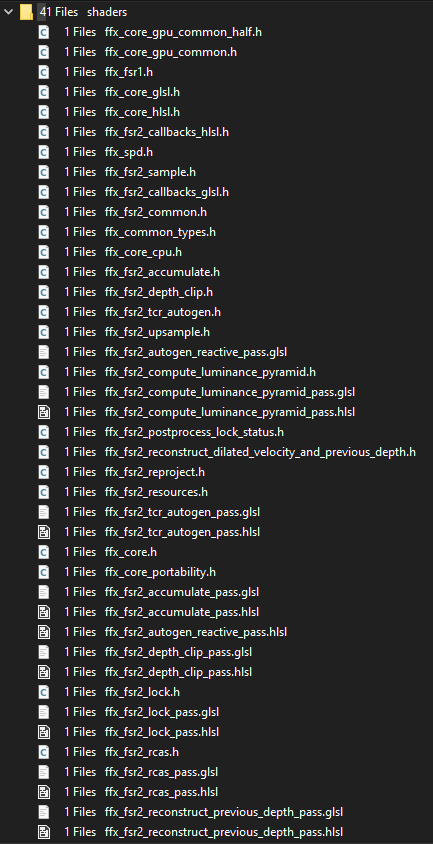 41 Files shaders
1 Files ffx_core_gpu_common_half.h
1 Files ffx_core_gpu_common.h
1 Files ffx_fsr1.h
1 Files ffx_core_glsl.h
1 Files ffx_core_hlsl.h
1 Files ffx_fsr2_callbacks_hlsl.h
1 Files ffx_spd.h
1 Files ffx_fsr2_sample.h
1 Files ffx_fsr2_callbacks_glsl.h
1 Files ffx_fsr2_common.h
1 Files ffx_common_types.h
1 Files ffx_core_cpu.h
1 Files ffx_fsr2_accumulate.h
1 Files ffx_fsr2_depth_clip.h
1 Files ffx_fsr2_tcr_autogen.h
1 Files ffx_fsr2_upsample.h
1 Files ffx_fsr2_autogen_reactive_pass.glsl
1 Files ffx_fsr2_compute_luminance_pyramid.h
1 Files ffx_fsr2_compute_luminance_pyramid_pass.glsl
1 Files ffx_fsr2_compute_luminance_pyramid_pass.hlsl
1 Files ffx_fsr2_postprocess_lock_status.h
1 Files ffx_fsr2_reconstruct_dilated_velocity_and_previous_depth.h
1 Files ffx_fsr2_reproject.h
1 Files ffx_fsr2_resources.h
1 Files ffx_fsr2_tcr_autogen_pass.glsl
1 Files ffx_fsr2_tcr_autogen_pass.hlsl
1 Files ffx_core.h
1 Files ffx_core_portability.h
1 Files ffx_fsr2_accumulate_pass.glsl
1 Files ffx_fsr2_accumulate_pass.hlsl
1 Files ffx_fsr2_autogen_reactive_pass.hlsl
1 Files ffx_fsr2_depth_clip_pass.glsl
1 Files ffx_fsr2_depth_clip_pass.hlsl
1 Files ffx_fsr2_lock.h
1 Files ffx_fsr2_lock_pass.glsl
1 Files ffx_fsr2_lock_pass.hlsl
1 Files ffx_fsr2_rcas.h
1 Files ffx_fsr2_rcas_pass.glsl
1 Files ffx_fsr2_rcas_pass.hlsl
1 Files ffx_fsr2_reconstruct_previous_depth_pass.glsl
1 Files ffx_fsr2_reconstruct_previous_depth_pass.hlsl